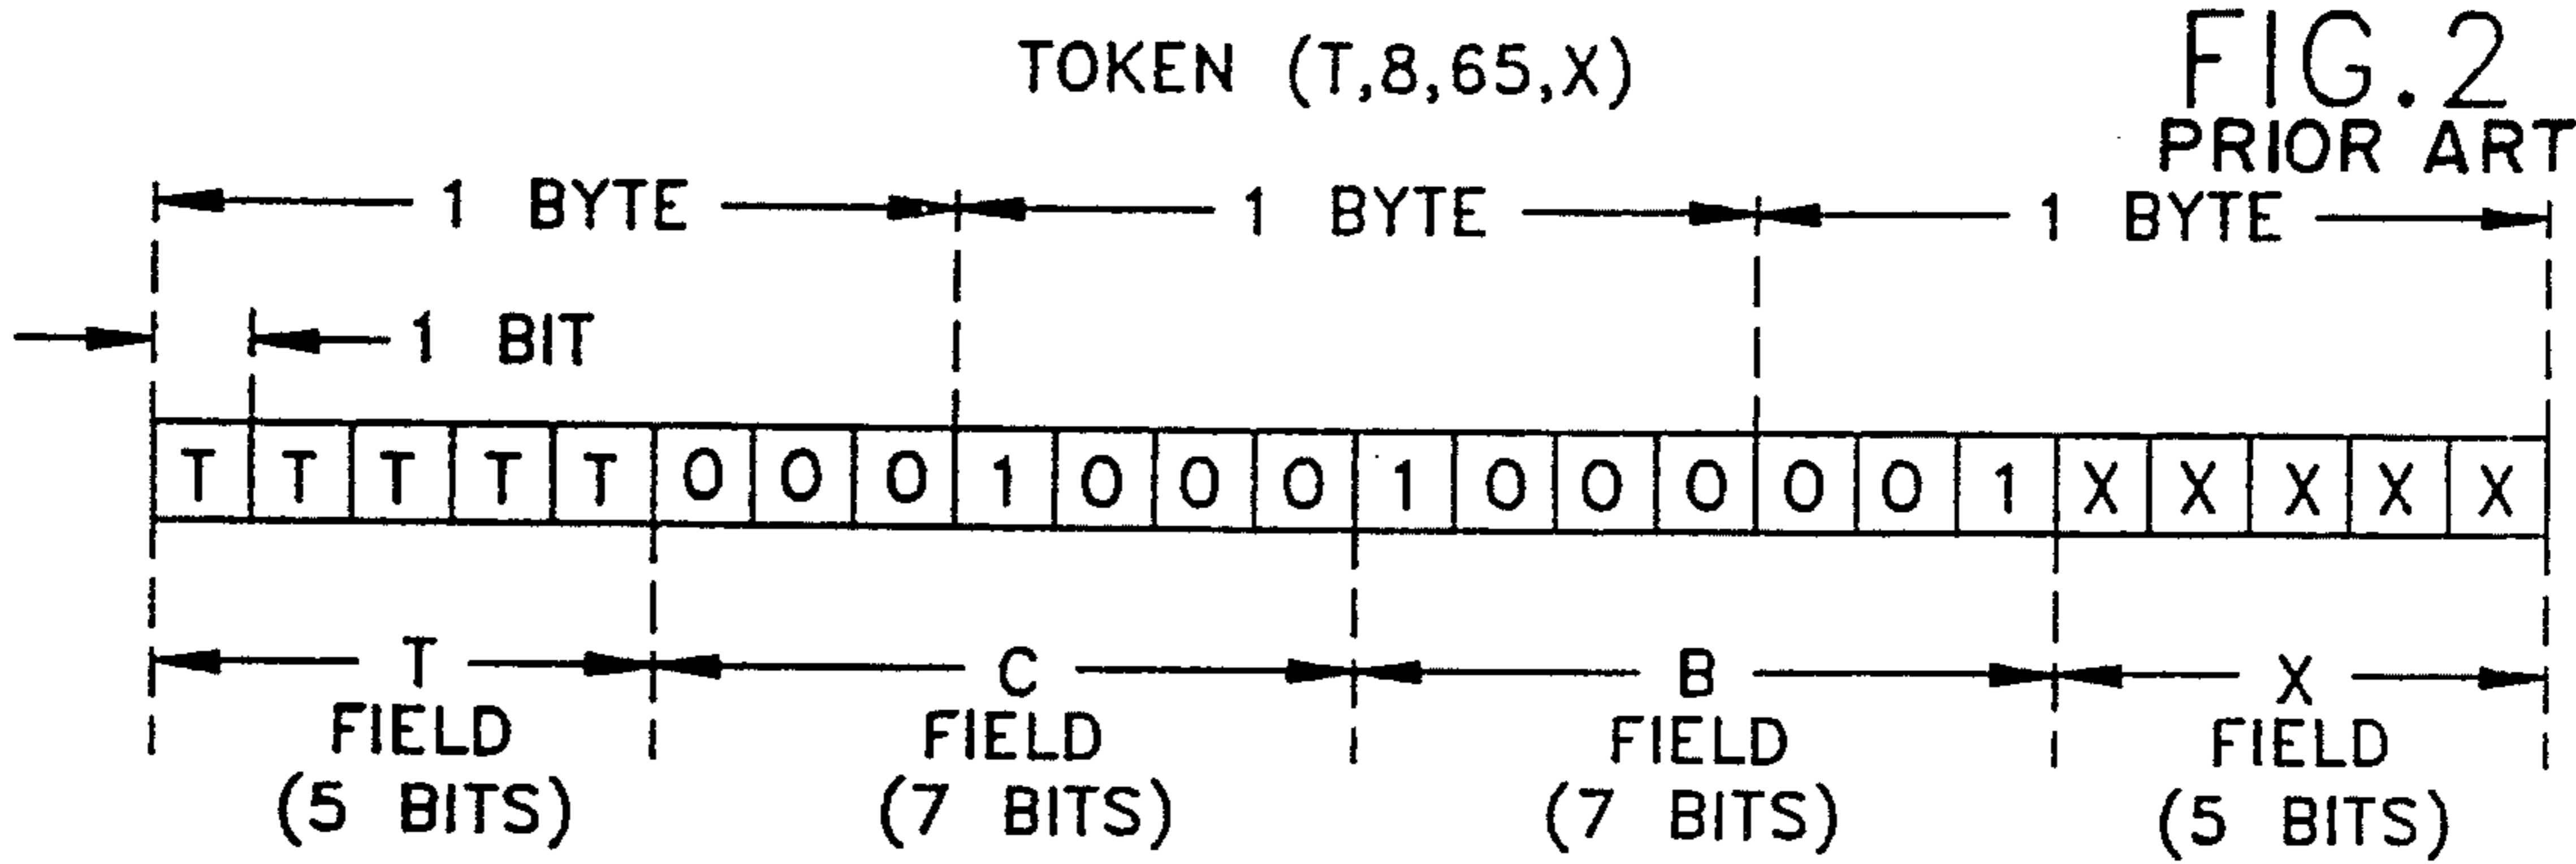 TOKEN (T,8,65,X)
FIG.2
PRIOR ART
1 BYTE 1 BYTE 1 BYTE
1 BIT
T T T T T 0 0 0 1 0 0 0 1 0 0 0 0 0 1 X X X X X
T C B X
FIELD FIELD FIELD FIELD
(5 BITS) (7 BITS) (7 BITS) (5 BITS)